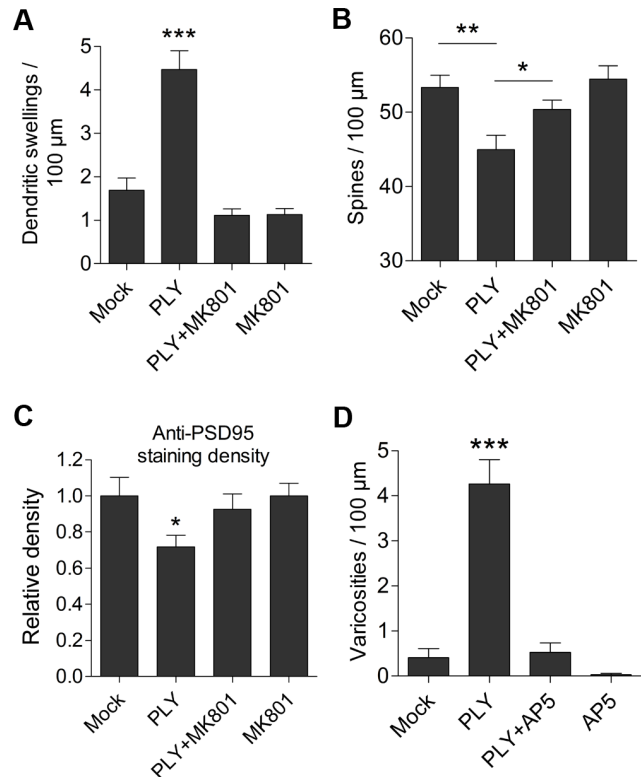 A
Dendritic swellings /
100 µm
5
4
3
2
1
0
***
Mock
PLY
PLY+MK801
MK801
B
Spines / 100 µm
60
50
40
30
**
*
Mock
PLY
PLY+MK801
MK801
C
Anti-PSD95
staining density
Relative density
1.2
1.0
0.8
0.6
0.4
0.2
0.0
*
Mock
PLY
PLY+MK801
MK801
D
Varicosities / 100 µm
5
4
3
2
1
0
***
Mock
PLY
PLY+AP5
AP5